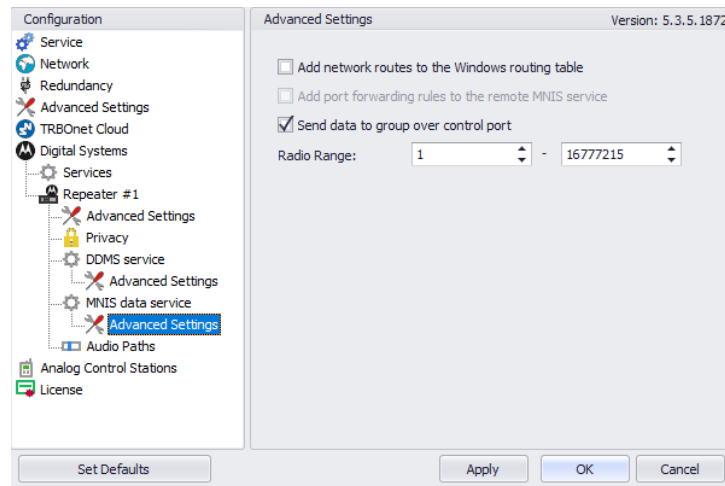 Configuration
Service
Network
Redundancy
Advanced Settings
TRBOnet Cloud
Digital Systems
Services
Repeater #1
Advanced Settings
Privacy
DDMS service
Advanced Settings
MNIS data service
Advanced Settings
Audio Paths
Analog Control Stations
License
Advanced Settings Version: 5.3.5.1872
Add network routes to the Windows routing table
Add port forwarding rules to the remote MNIS service
Send data to group over control port
Radio Range: 1 - 16777215
Set Defaults Apply OK Cancel